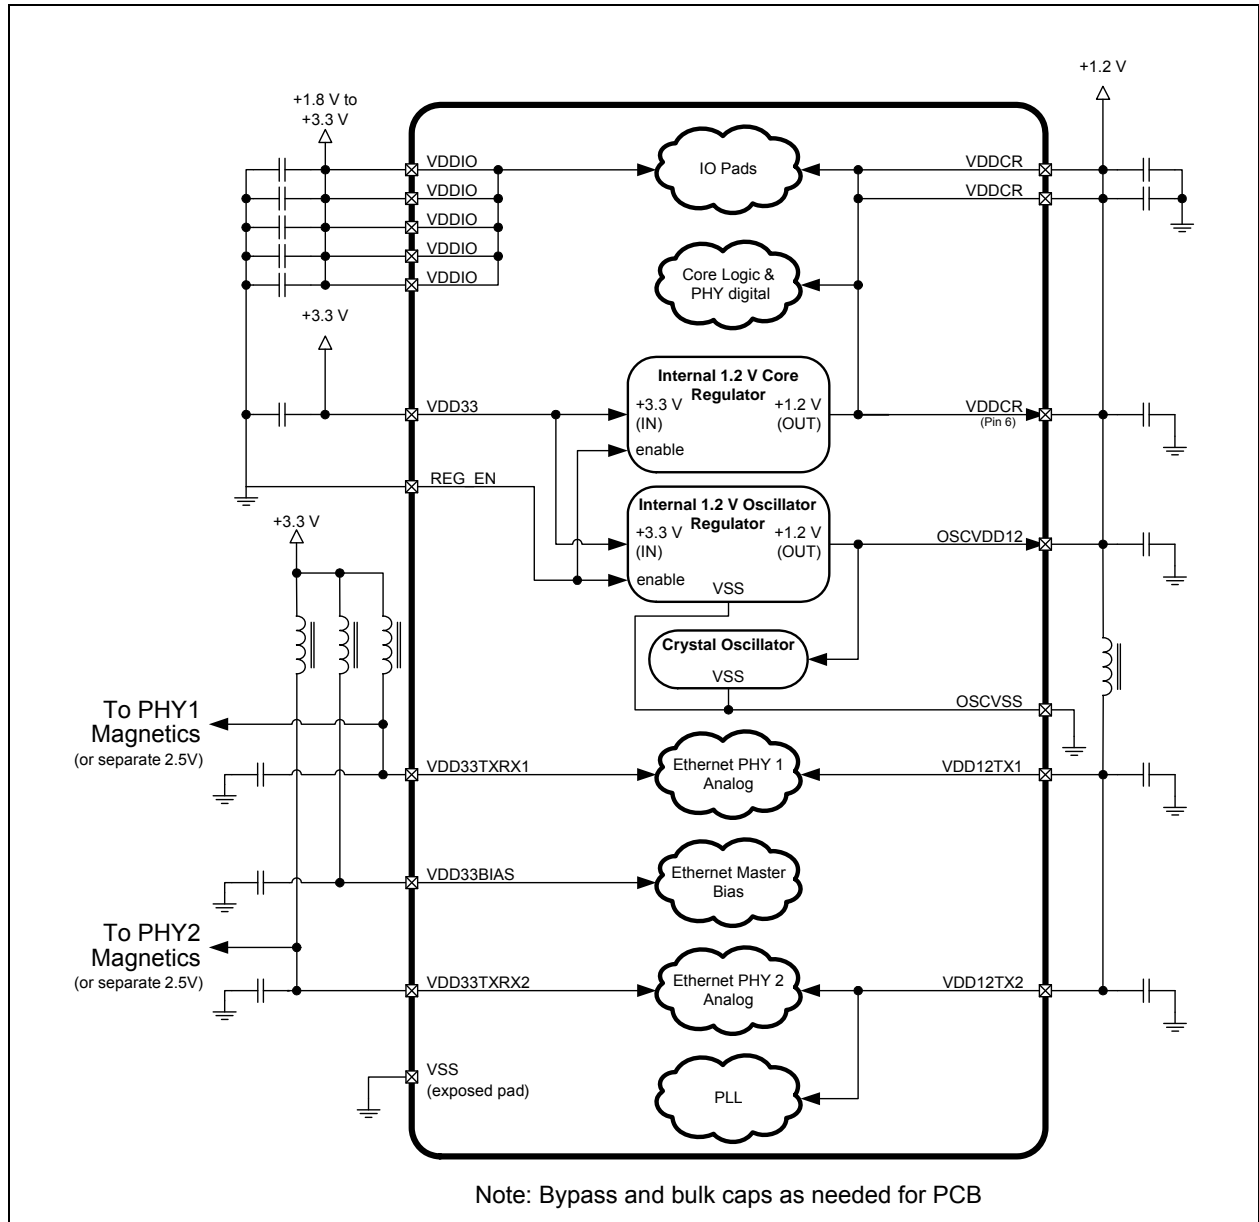 +1.2 V
+1.8 V to
+3.3 V
VDDIO
IO Pads
VDDCR
VDDIO
VDDCR
VDDIO
VDDIO
Core Logic &
PHY digital
VDDIO
+3.3 V
Internal 1.2 V Core
Regulator
VDD33
+3.3 V
(IN)
+1.2 V
(OUT)
VDDCR
(Pin 6)
enable
REG_EN
Internal 1.2 V Oscillator
Regulator
+3.3 V
+3.3 V
(IN)
+1.2 V
(OUT)
OSCVDD12
enable
VSS
Crystal Oscillator
VSS
OSCVSS
To PHY1
Magnetics
(or separate 2.5V)
VDD33TXRX1
Ethernet PHY 1
Analog
VDD12TX1
VDD33BIAS
Ethernet Master
Bias
To PHY2
Magnetics
(or separate 2.5V)
VDD33TXRX2
Ethernet PHY 2
Analog
VDD12TX2
VSS
(exposed pad)
PLL
Note: Bypass and bulk caps as needed for PCB